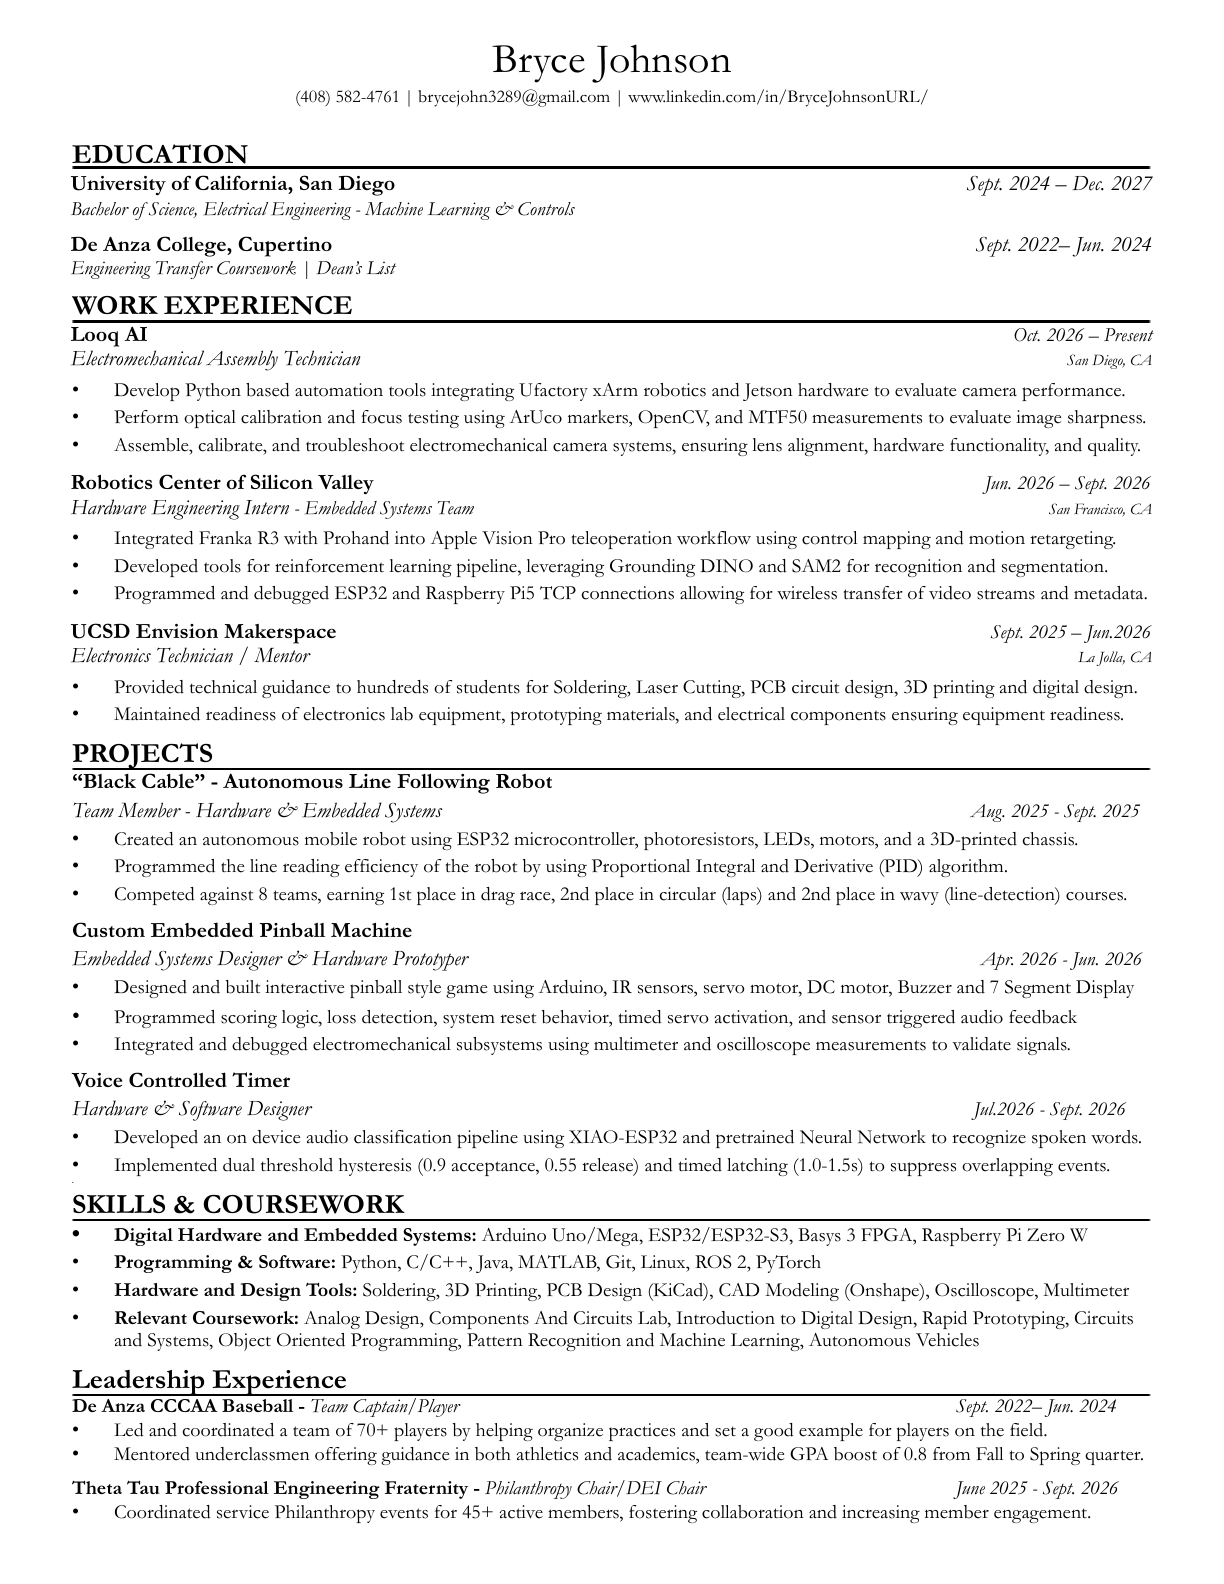 Bryce Johnson
(408) 582-4761 | brycejohn3289@gmail.com | www.linkedin.com/in/BryceJohnsonURL/
EDUCATION
University of California, San Diego Sept. 2024 – Dec. 2027
Bachelor of Science, Electrical Engineering - Machine Learning & Controls
De Anza College, Cupertino Sept. 2022– Jun. 2024
Engineering Transfer Coursework | Dean’s List
WORK EXPERIENCE
Looq AI Oct. 2026 – Present
Electromechanical Assembly Technician San Diego, CA
• Develop Python based automation tools integrating Ufactory xArm robotics and Jetson hardware to evaluate camera performance.
• Perform optical calibration and focus testing using ArUco markers, OpenCV, and MTF50 measurements to evaluate image sharpness.
• Assemble, calibrate, and troubleshoot electromechanical camera systems, ensuring lens alignment, hardware functionality, and quality.
Robotics Center of Silicon Valley Jun. 2026 – Sept. 2026
Hardware Engineering Intern - Embedded Systems Team San Francisco, CA
• Integrated Franka R3 with Prohand into Apple Vision Pro teleoperation workflow using control mapping and motion retargeting.
• Developed tools for reinforcement learning pipeline, leveraging Grounding DINO and SAM2 for recognition and segmentation.
• Programmed and debugged ESP32 and Raspberry Pi5 TCP connections allowing for wireless transfer of video streams and metadata.
UCSD Envision Makerspace Sept. 2025 – Jun.2026
Electronics Technician / Mentor La Jolla, CA
• Provided technical guidance to hundreds of students for Soldering, Laser Cutting, PCB circuit design, 3D printing and digital design.
• Maintained readiness of electronics lab equipment, prototyping materials, and electrical components ensuring equipment readiness.
PROJECTS
“Black Cable” - Autonomous Line Following Robot
Team Member - Hardware & Embedded Systems Aug. 2025 - Sept. 2025
• Created an autonomous mobile robot using ESP32 microcontroller, photoresistors, LEDs, motors, and a 3D-printed chassis.
• Programmed the line reading efficiency of the robot by using Proportional Integral and Derivative (PID) algorithm.
• Competed against 8 teams, earning 1st place in drag race, 2nd place in circular (laps) and 2nd place in wavy (line-detection) courses.
Custom Embedded Pinball Machine
Embedded Systems Designer & Hardware Prototyper Apr. 2026 - Jun. 2026
• Designed and built interactive pinball style game using Arduino, IR sensors, servo motor, DC motor, Buzzer and 7 Segment Display
• Programmed scoring logic, loss detection, system reset behavior, timed servo activation, and sensor triggered audio feedback
• Integrated and debugged electromechanical subsystems using multimeter and oscilloscope measurements to validate signals.
Voice Controlled Timer
Hardware & Software Designer Jul.2026 - Sept. 2026
• Developed an on device audio classification pipeline using XIAO-ESP32 and pretrained Neural Network to recognize spoken words.
• Implemented dual threshold hysteresis (0.9 acceptance, 0.55 release) and timed latching (1.0-1.5s) to suppress overlapping events.
SKILLS & COURSEWORK
• Digital Hardware and Embedded Systems: Arduino Uno/Mega, ESP32/ESP32-S3, Basys 3 FPGA, Raspberry Pi Zero W
• Programming & Software: Python, C/C++, Java, MATLAB, Git, Linux, ROS 2, PyTorch
• Hardware and Design Tools: Soldering, 3D Printing, PCB Design (KiCad), CAD Modeling (Onshape), Oscilloscope, Multimeter
• Relevant Coursework: Analog Design, Components And Circuits Lab, Introduction to Digital Design, Rapid Prototyping, Circuits
and Systems, Object Oriented Programming, Pattern Recognition and Machine Learning, Autonomous Vehicles
Leadership Experience
De Anza CCCAA Baseball - Team Captain/Player Sept. 2022– Jun. 2024
• Led and coordinated a team of 70+ players by helping organize practices and set a good example for players on the field.
• Mentored underclassmen offering guidance in both athletics and academics, team-wide GPA boost of 0.8 from Fall to Spring quarter.
Theta Tau Professional Engineering Fraternity - Philanthropy Chair/DEI Chair June 2025 - Sept. 2026
• Coordinated service Philanthropy events for 45+ active members, fostering collaboration and increasing member engagement.